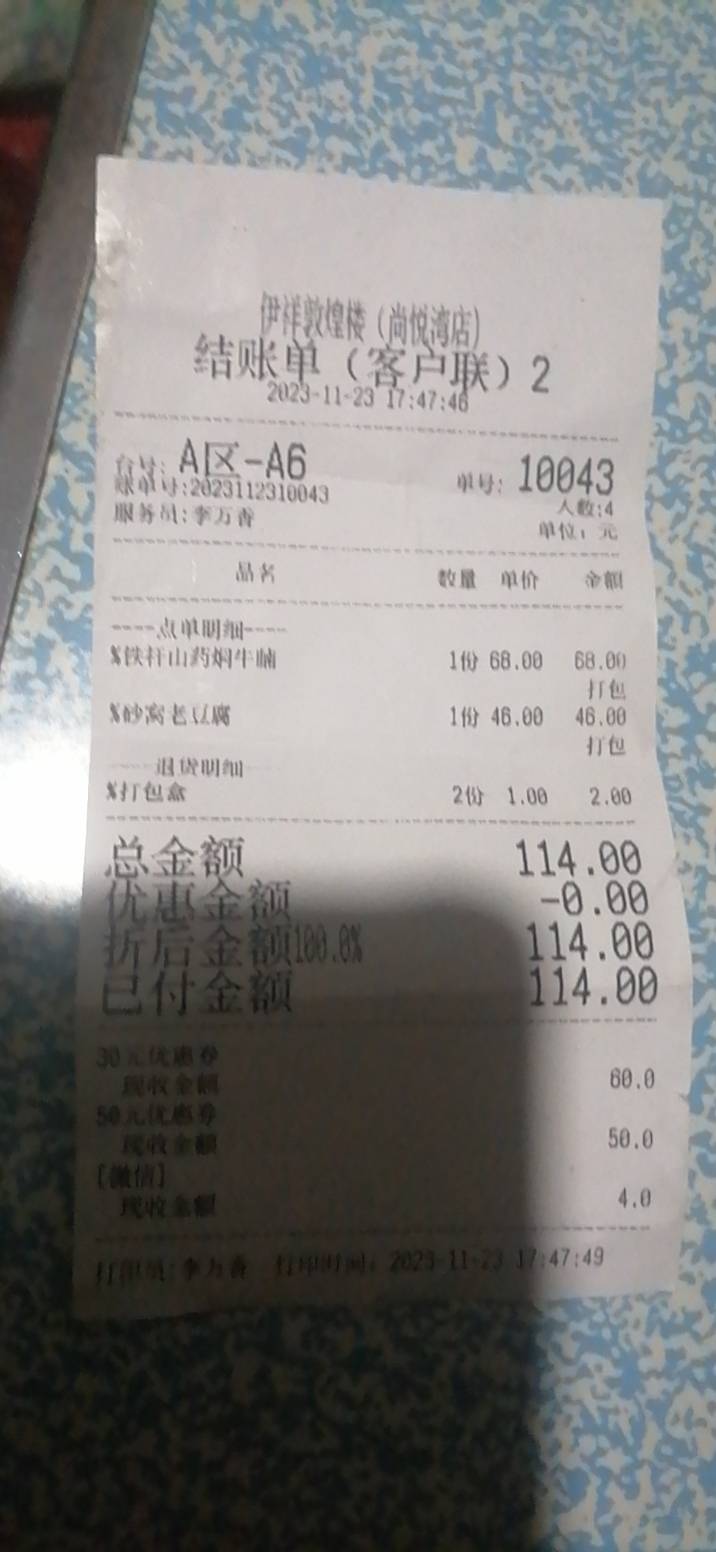 伊祥敦煌楼（尚悦湾店）
结账单（客户联）2
2023-11-23 17:47:46
台号: A区-A6 单号: 10043
账单号:2023112310043 人数:4
服务员:李万香 单位: 元
品名 数量 单价 金额
----点单明细----
%铁杆山药焖牛腩 1份 68.00 68.00
打包
%砂窝老豆腐 1份 46.00 46.00
打包
----退货明细----
%打包盒 2份 1.00 2.00
总金额 114.00
优惠金额 -0.00
折后金额100.0% 114.00
已付金额 114.00
30元优惠券
现收金额 60.0
50元优惠券
现收金额 50.0
[微信]
现收金额 4.0
打印员:李万香 打印时间: 2023-11-23 17:47:49